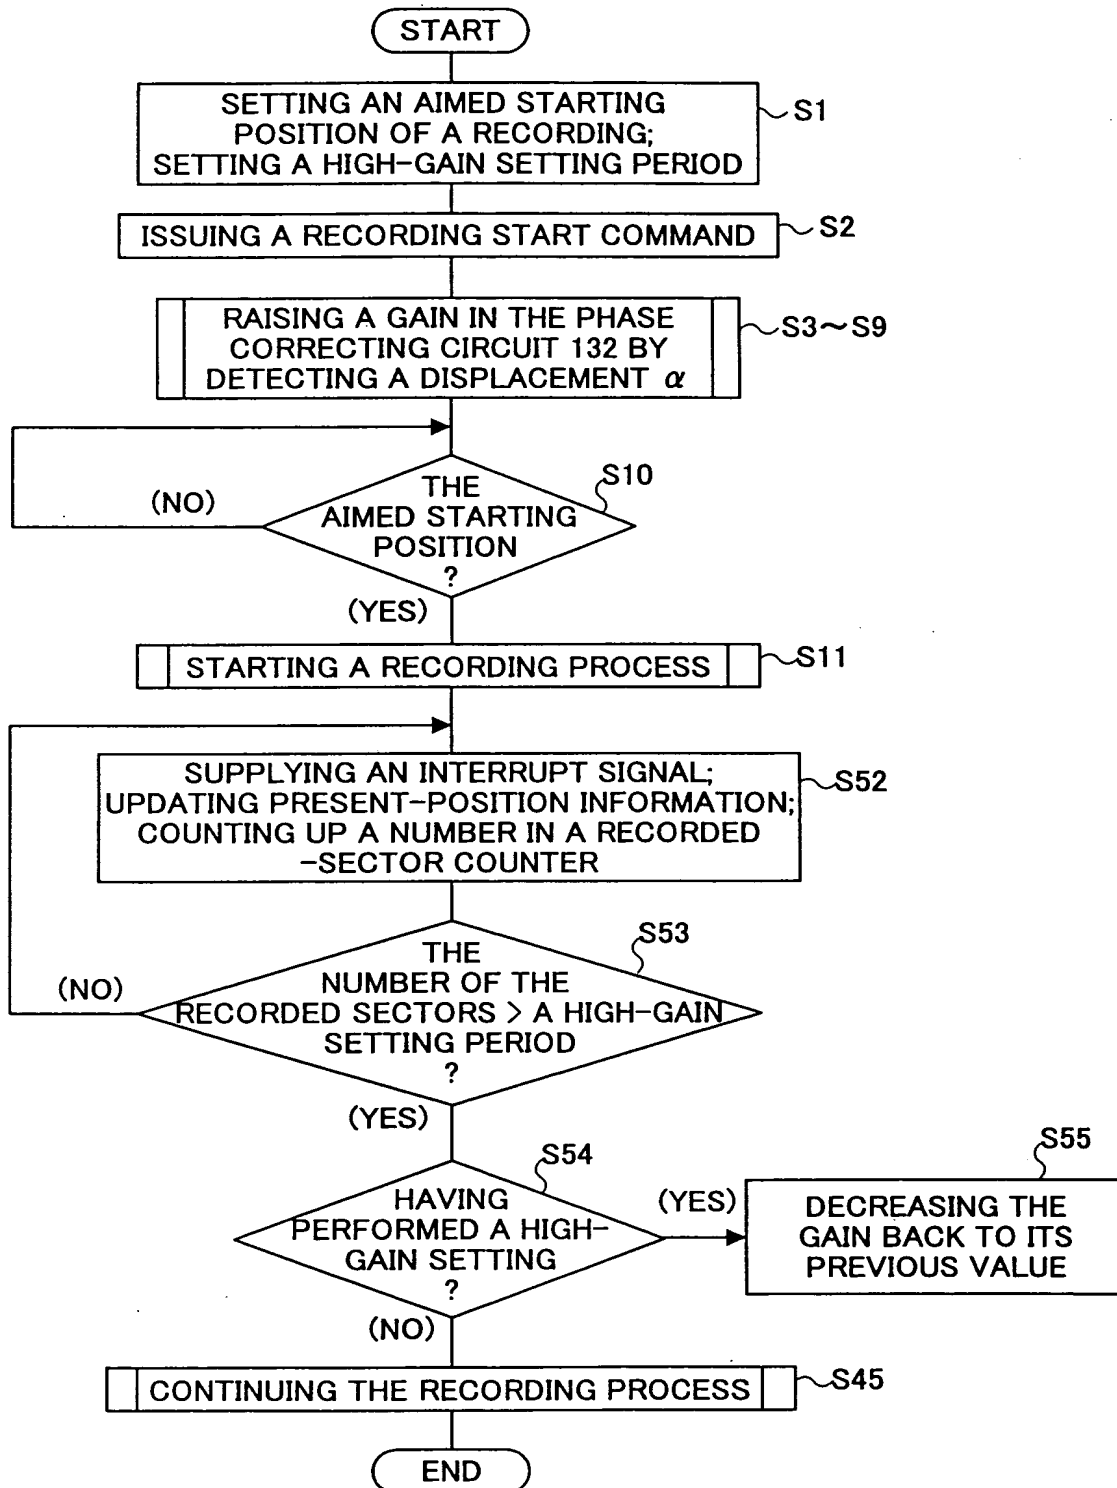 START
SETTING AN AIMED STARTING
POSITION OF A RECORDING;
SETTING A HIGH-GAIN SETTING PERIOD
S1
ISSUING A RECORDING START COMMAND
S2
RAISING A GAIN IN THE PHASE
CORRECTING CIRCUIT 132 BY
DETECTING A DISPLACEMENT α
S3~S9
THE
AIMED STARTING
POSITION
?
S10
(NO)
(YES)
STARTING A RECORDING PROCESS
S11
SUPPLYING AN INTERRUPT SIGNAL;
UPDATING PRESENT-POSITION INFORMATION;
COUNTING UP A NUMBER IN A RECORDED
-SECTOR COUNTER
S52
THE
NUMBER OF THE
RECORDED SECTORS > A HIGH-GAIN
SETTING PERIOD
?
S53
(NO)
(YES)
HAVING
PERFORMED A HIGH-
GAIN SETTING
?
S54
(YES)
S55
DECREASING THE
GAIN BACK TO ITS
PREVIOUS VALUE
(NO)
CONTINUING THE RECORDING PROCESS
S45
END